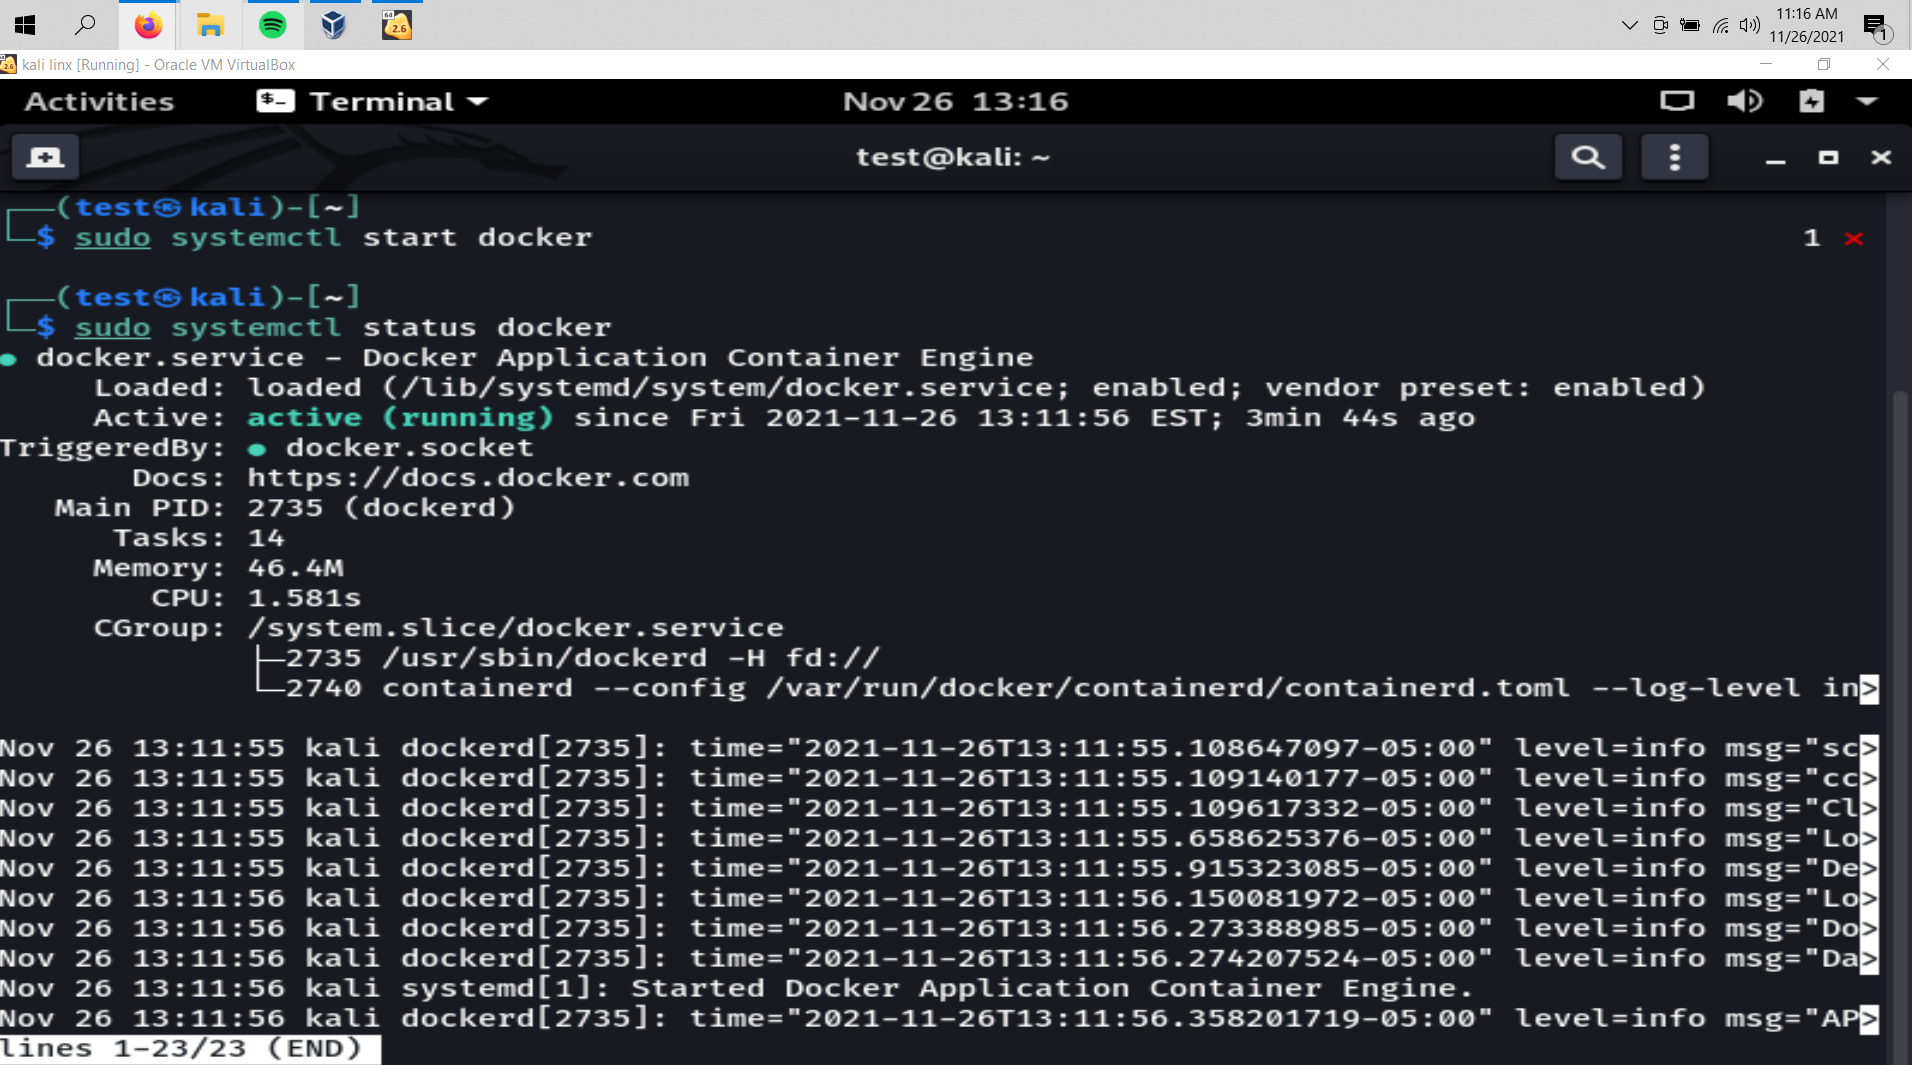 11:16 AM
11/26/2021
1
64
2.6
kali linx [Running] - Oracle VM VirtualBox
Activities
$_ Terminal
Nov 26 13:16
test@kali: ~
┌──(test㉿kali)-[~]
└─$ sudo systemctl start docker 1 ⨯
┌──(test㉿kali)-[~]
└─$ sudo systemctl status docker
● docker.service - Docker Application Container Engine
Loaded: loaded (/lib/systemd/system/docker.service; enabled; vendor preset: enabled)
Active: active (running) since Fri 2021-11-26 13:11:56 EST; 3min 44s ago
TriggeredBy: ● docker.socket
Docs: https://docs.docker.com
Main PID: 2735 (dockerd)
Tasks: 14
Memory: 46.4M
CPU: 1.581s
CGroup: /system.slice/docker.service
├─2735 /usr/sbin/dockerd -H fd://
└─2740 containerd --config /var/run/docker/containerd/containerd.toml --log-level in>
Nov 26 13:11:55 kali dockerd[2735]: time="2021-11-26T13:11:55.108647097-05:00" level=info msg="sc>
Nov 26 13:11:55 kali dockerd[2735]: time="2021-11-26T13:11:55.109140177-05:00" level=info msg="cc>
Nov 26 13:11:55 kali dockerd[2735]: time="2021-11-26T13:11:55.109617332-05:00" level=info msg="Cl>
Nov 26 13:11:55 kali dockerd[2735]: time="2021-11-26T13:11:55.658625376-05:00" level=info msg="Lo>
Nov 26 13:11:55 kali dockerd[2735]: time="2021-11-26T13:11:55.915323085-05:00" level=info msg="De>
Nov 26 13:11:56 kali dockerd[2735]: time="2021-11-26T13:11:56.150081972-05:00" level=info msg="Lo>
Nov 26 13:11:56 kali dockerd[2735]: time="2021-11-26T13:11:56.273388985-05:00" level=info msg="Do>
Nov 26 13:11:56 kali dockerd[2735]: time="2021-11-26T13:11:56.274207524-05:00" level=info msg="Da>
Nov 26 13:11:56 kali systemd[1]: Started Docker Application Container Engine.
Nov 26 13:11:56 kali dockerd[2735]: time="2021-11-26T13:11:56.358201719-05:00" level=info msg="AP>
lines 1-23/23 (END)